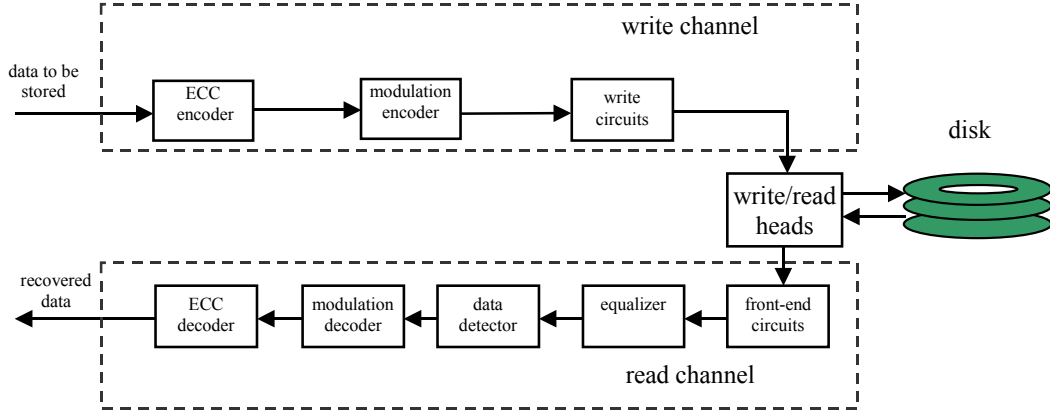 write channel
data to be
stored
ECC
encoder
modulation
encoder
write
circuits
disk
write/read
heads
recovered
data
ECC
decoder
modulation
decoder
data
detector
equalizer
front-end
circuits
read channel